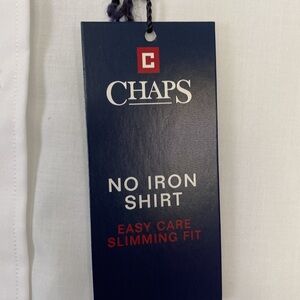 C
CHAPS
NO IRON
SHIRT
EASY CARE
SLIMMING FIT